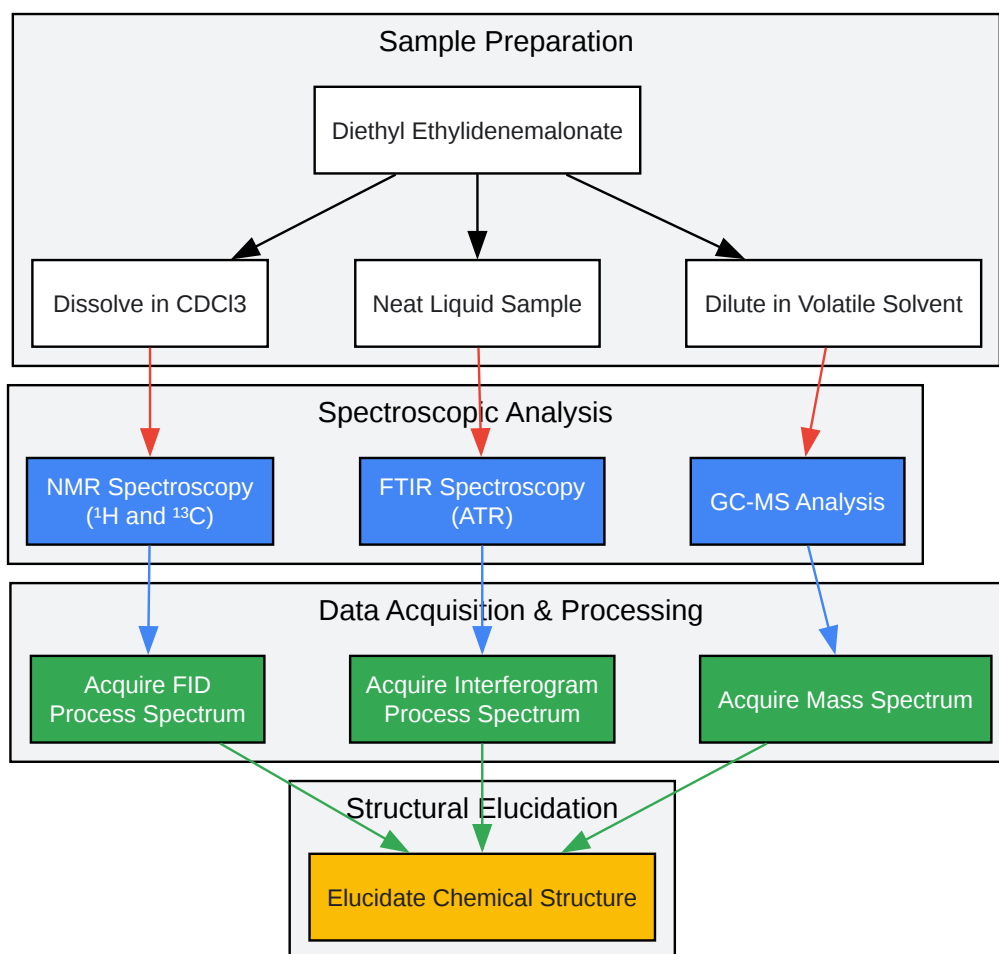 Sample Preparation
Diethyl Ethylidenemalonate
Dissolve in CDCl3
Neat Liquid Sample
Dilute in Volatile Solvent
Spectroscopic Analysis
NMR Spectroscopy
(¹H and ¹³C)
FTIR Spectroscopy
(ATR)
GC-MS Analysis
Data Acquisition & Processing
Acquire FID
Process Spectrum
Acquire Interferogram
Process Spectrum
Acquire Mass Spectrum
Structural Elucidation
Elucidate Chemical Structure